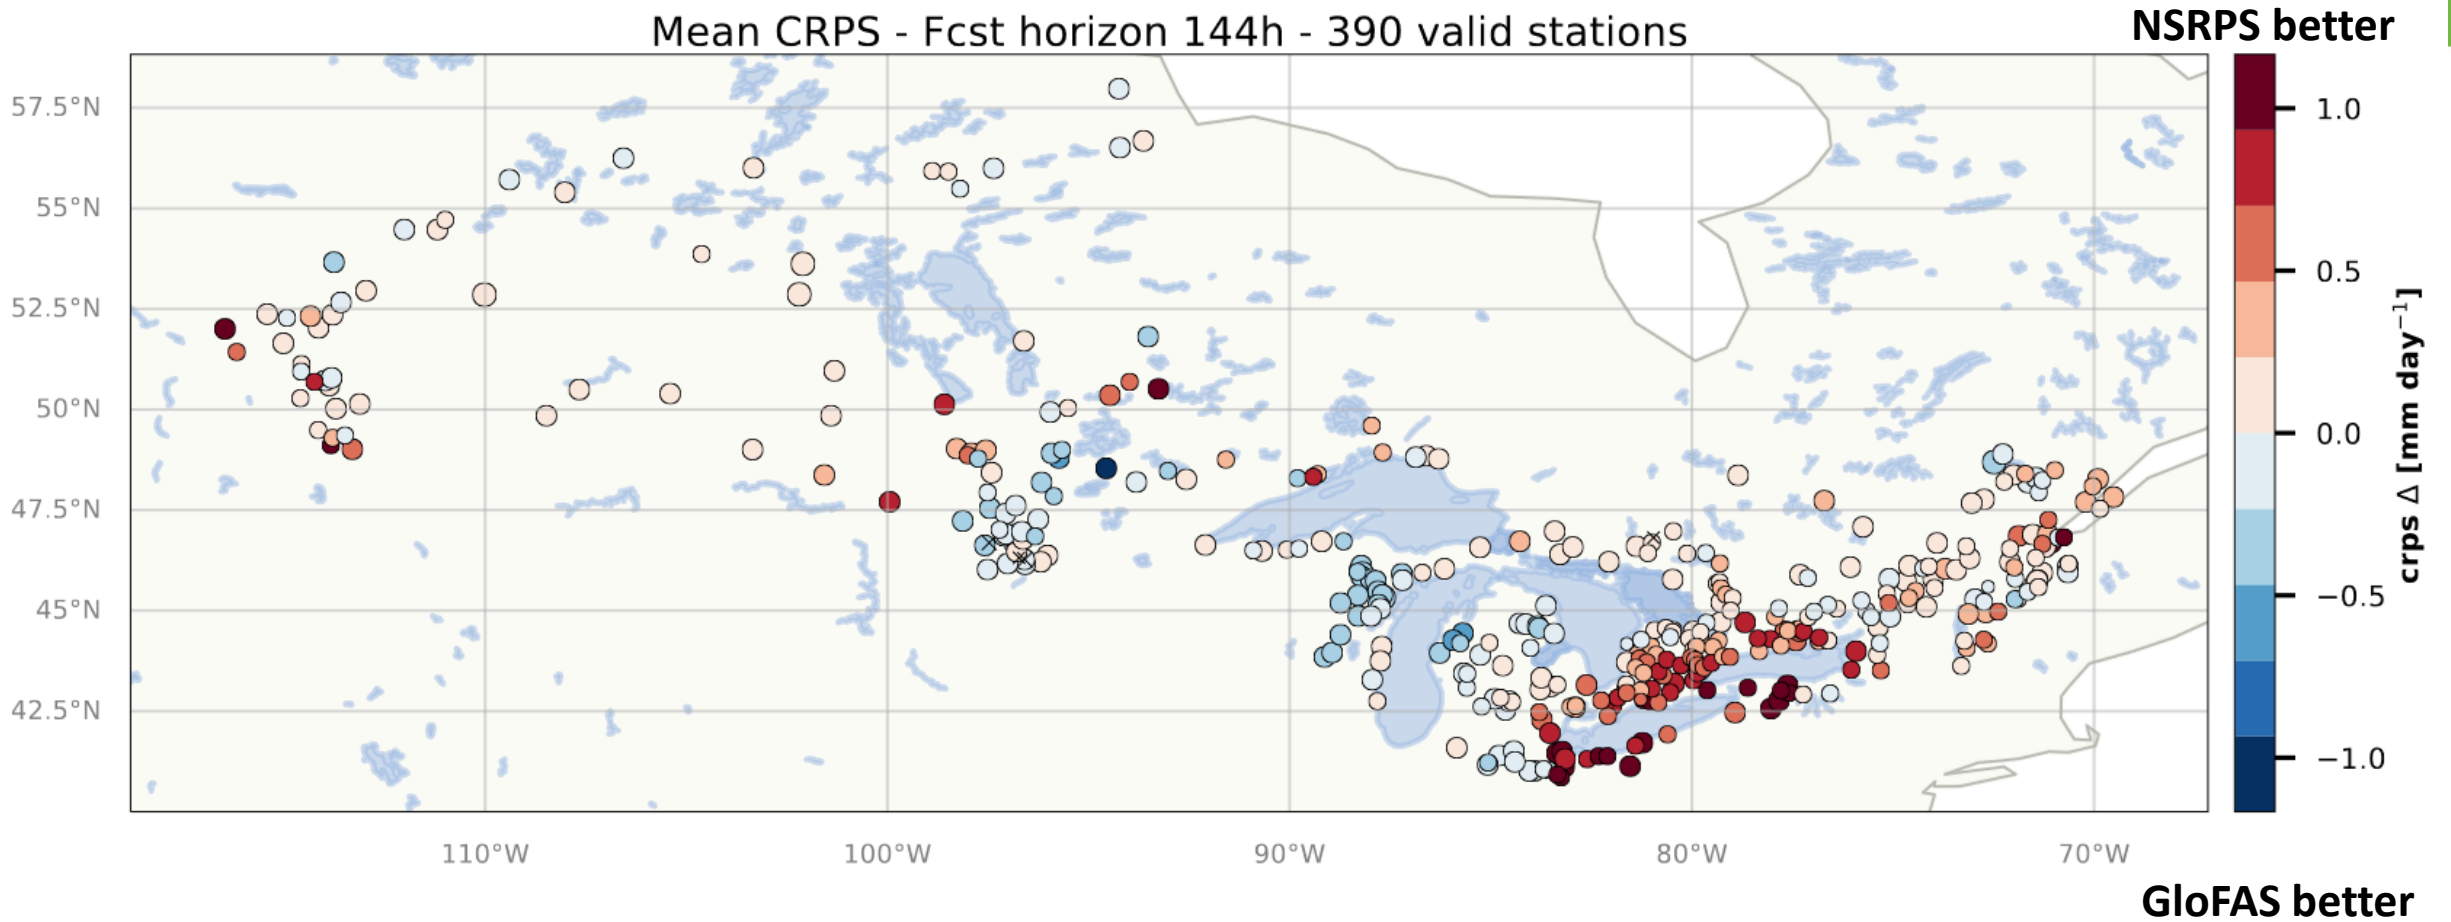 Mean CRPS - Fcst horizon 144h - 390 valid stations
NSRPS better
57.5°N
55°N
52.5°N
50°N
47.5°N
45°N
42.5°N
110°W
100°W
90°W
80°W
70°W
1.0
0.5
0.0
−0.5
−1.0
crps Δ [mm day⁻¹]
GloFAS better